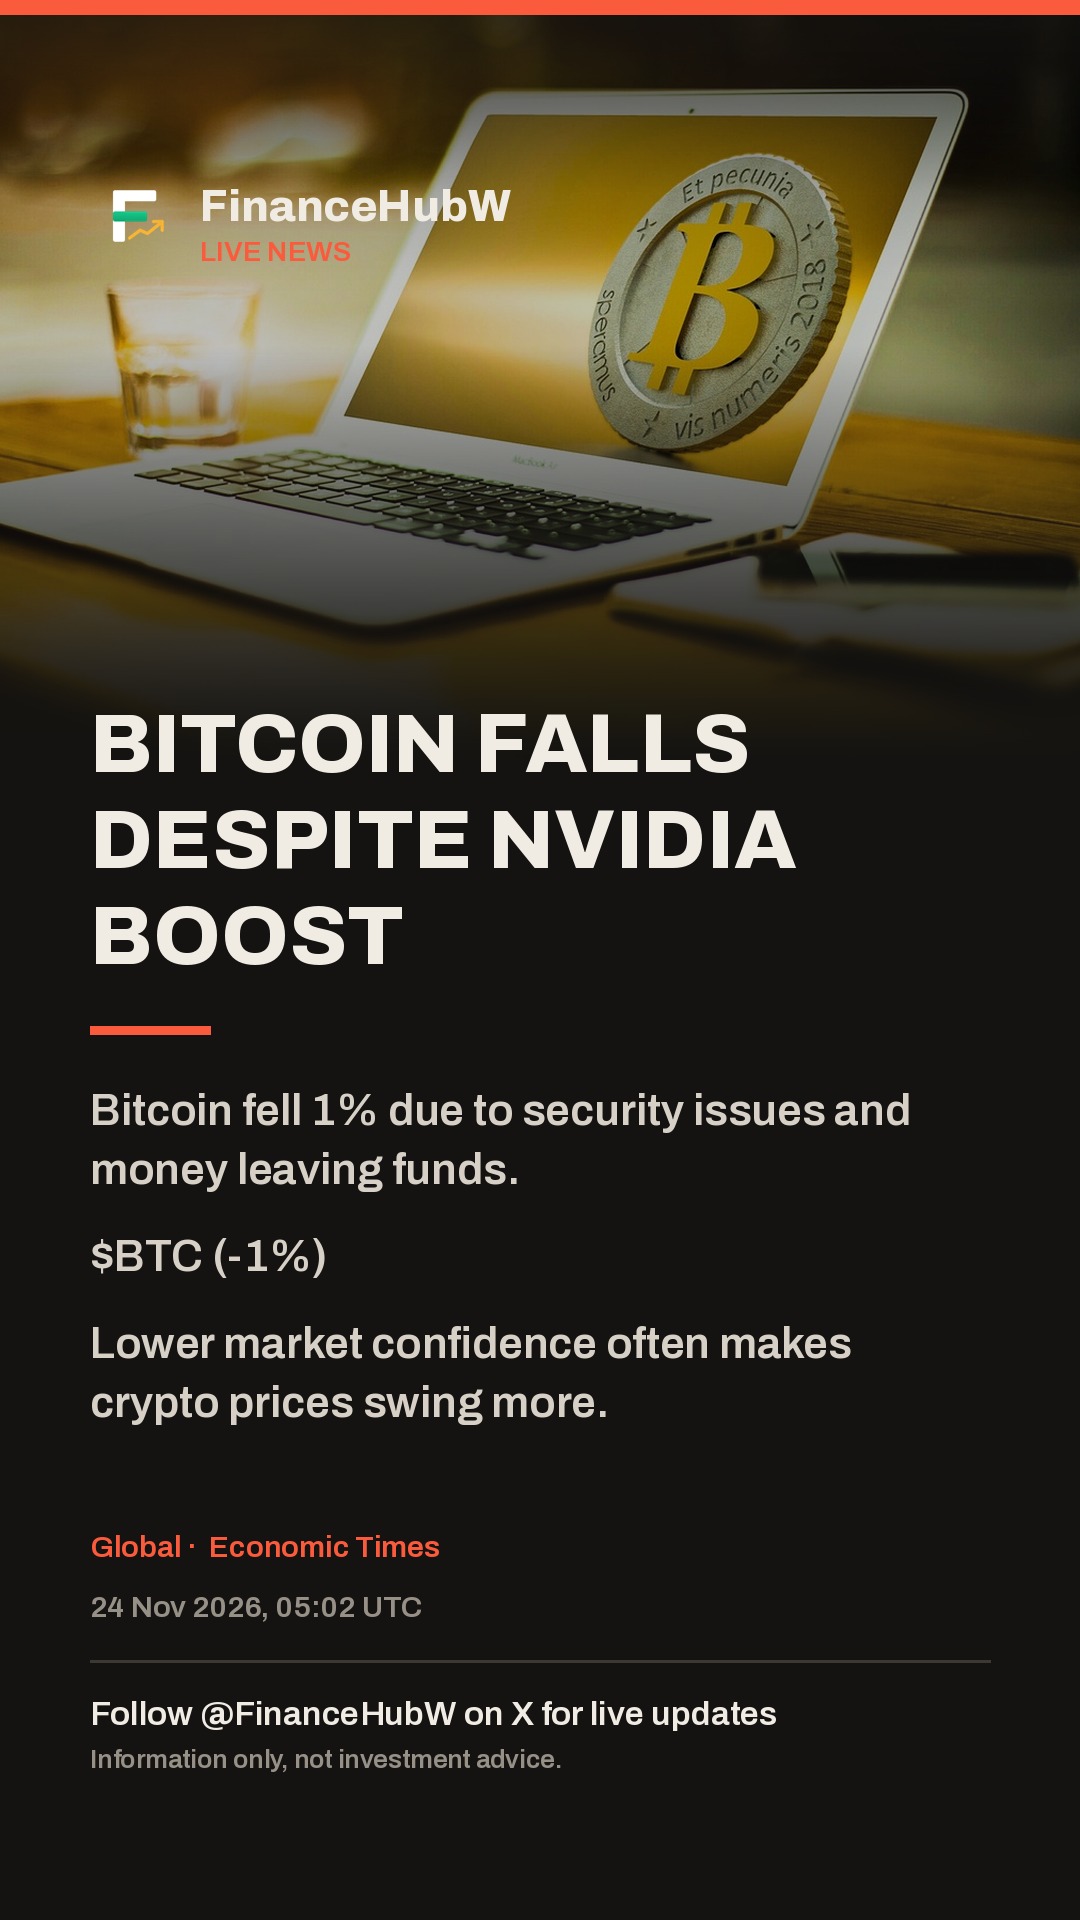 FinanceHubW
LIVE NEWS
Et pecunia
speramus
vis numeris 2018
BITCOIN FALLS
DESPITE NVIDIA
BOOST
Bitcoin fell 1% due to security issues and
money leaving funds.
$BTC (-1%)
Lower market confidence often makes
crypto prices swing more.
Global · Economic Times
24 Nov 2026, 05:02 UTC
Follow @FinanceHubW on X for live updates
Information only, not investment advice.